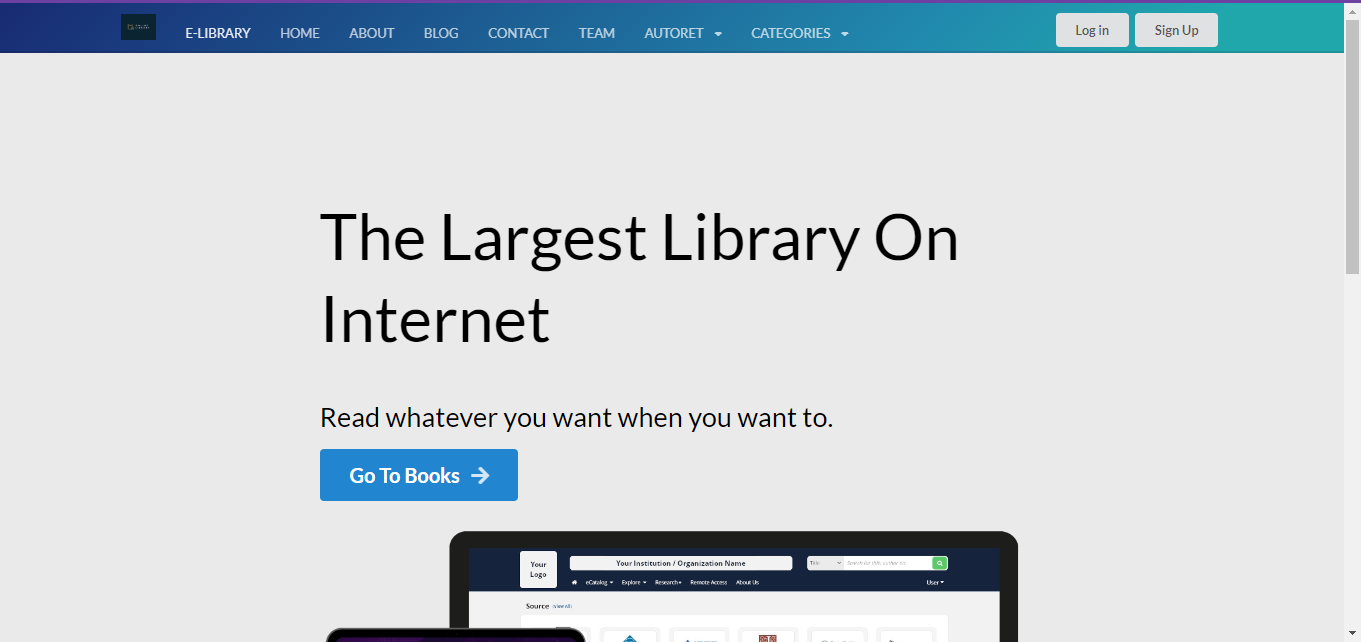 E-LIBRARY HOME ABOUT BLOG CONTACT TEAM AUTORET CATEGORIES Log in Sign Up
The Largest Library On
Internet
Read whatever you want when you want to.
Go To Books
Your
Logo
Your Institution / Organization Name
Title
eCatalog Explore Research+ Remote Access About Us User
Source